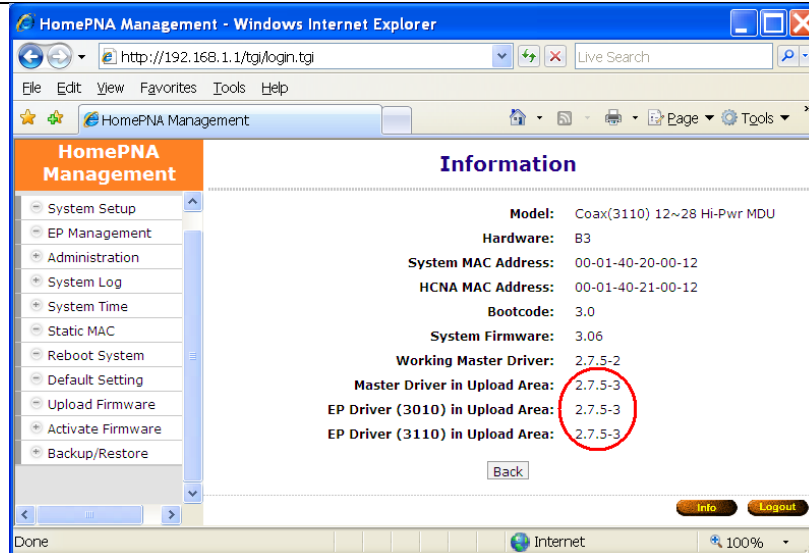 HomePNA Management - Windows Internet Explorer
http://192.168.1.1/tgi/login.tgi
Live Search
File Edit View Favorites Tools Help
HomePNA Management
Page Tools
HomePNA
Management
System Setup
EP Management
Administration
System Log
System Time
Static MAC
Reboot System
Default Setting
Upload Firmware
Activate Firmware
Backup/Restore
Information
Model: Coax(3110) 12~28 Hi-Pwr MDU
Hardware: B3
System MAC Address: 00-01-40-20-00-12
HCNA MAC Address: 00-01-40-21-00-12
Bootcode: 3.0
System Firmware: 3.06
Working Master Driver: 2.7.5-2
Master Driver in Upload Area: 2.7.5-3
EP Driver (3010) in Upload Area: 2.7.5-3
EP Driver (3110) in Upload Area: 2.7.5-3
Back
Info Logout
Done Internet 100%